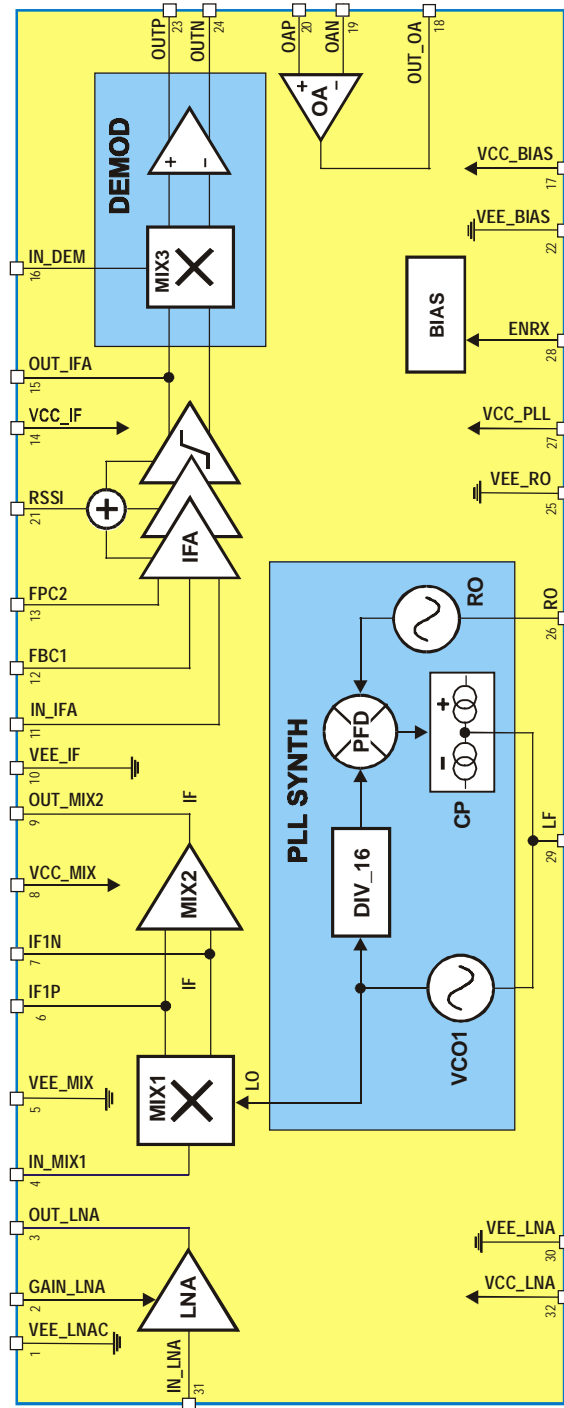 OUTP
23
OUTN
24
OAP
20
OAN
19
OUT_OA
18
OA
+
–
DEMOD
+
–
MIX3
IN_DEM
16
VCC_BIAS
17
VEE_BIAS
22
BIAS
ENRX
28
OUT_IFA
15
VCC_IF
14
RSSI
21
+
IFA
FPC2
13
FBC1
12
IN_IFA
11
VEE_IF
10
OUT_MIX2
9
IF
VCC_MIX
8
MIX2
IF1N
7
IF
IF1P
6
VCC_PLL
27
VEE_RO
25
RO
26
RO
PFD
+
–
CP
PLL SYNTH
DIV_16
LF
29
VCO1
LO
MIX1
VEE_MIX
5
IN_MIX1
4
OUT_LNA
3
GAIN_LNA
2
VEE_LNAC
1
LNA
IN_LNA
31
VEE_LNA
30
VCC_LNA
32